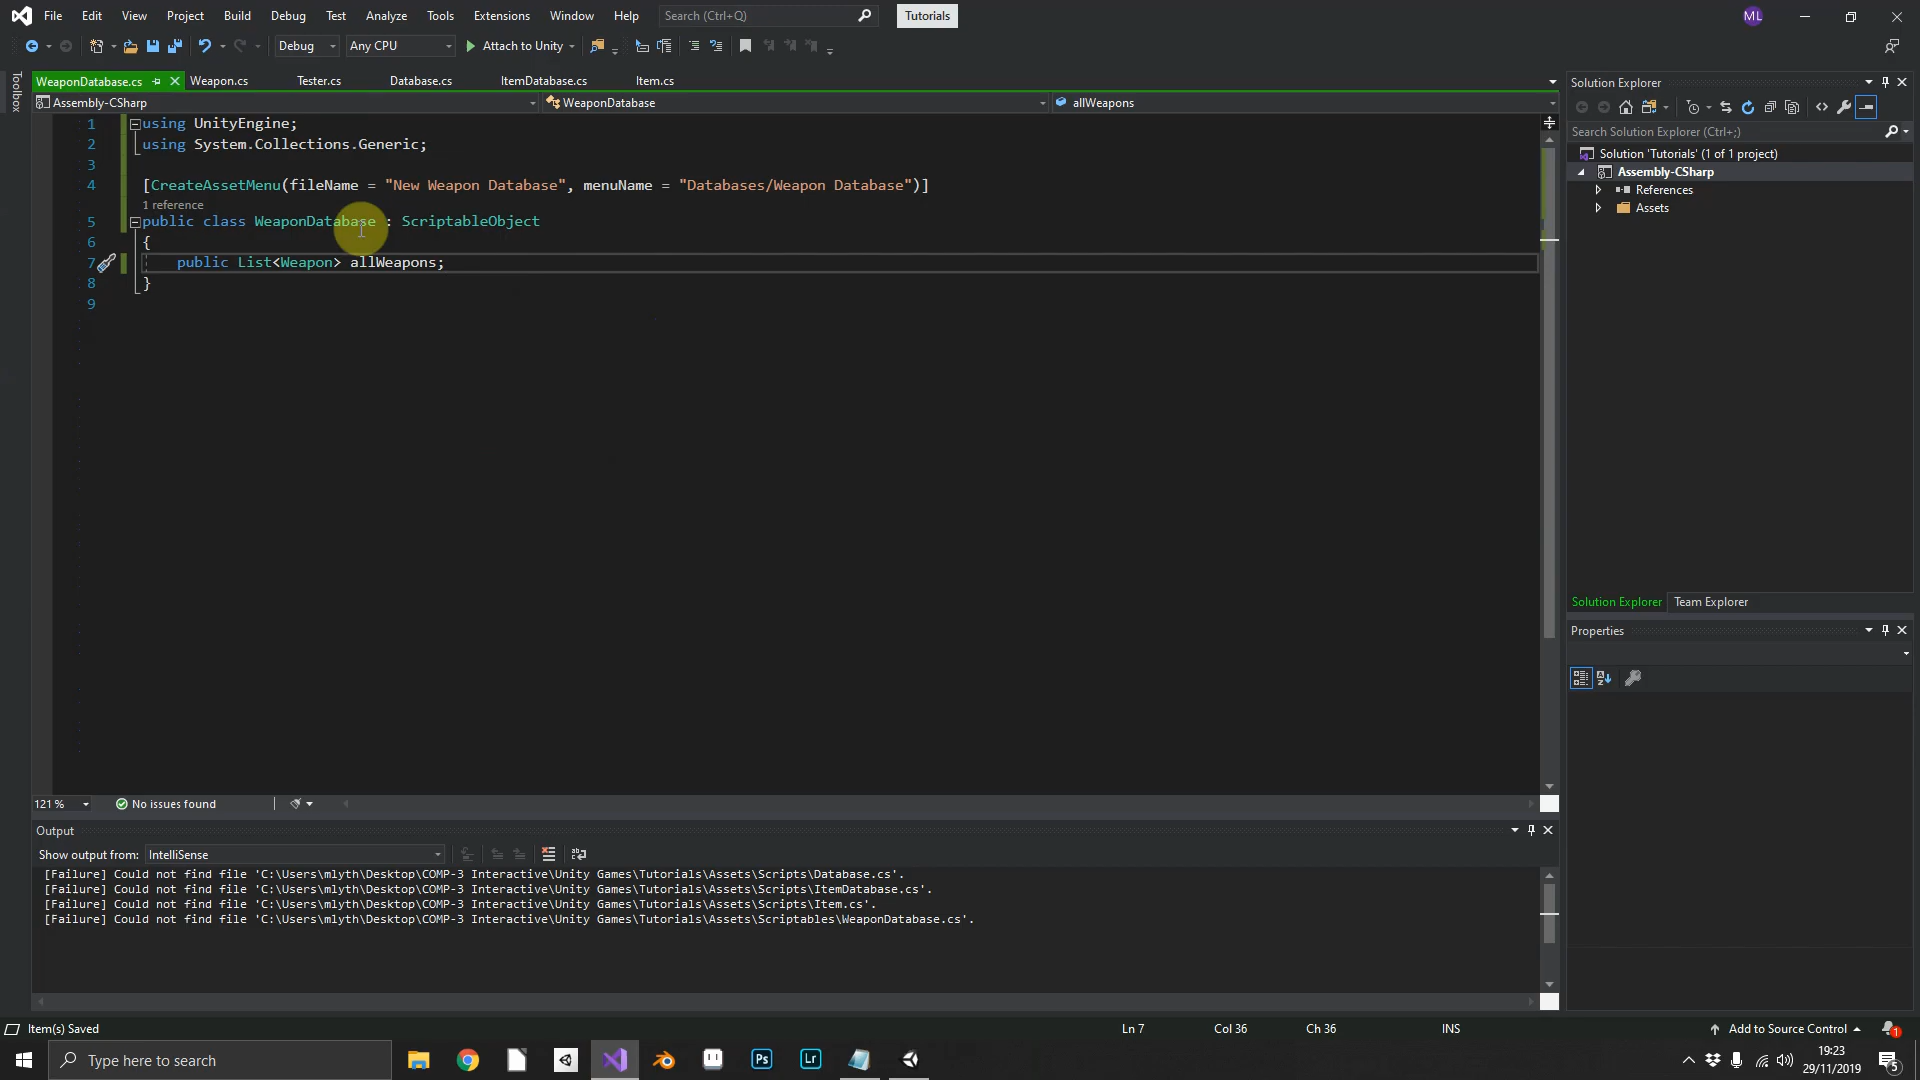 File Edit View Project Build Debug Test Analyze Tools Extensions Window Help Search (Ctrl+Q) Tutorials ML
Debug Any CPU Attach to Unity
Toolbox
WeaponDatabase.cs Weapon.cs Tester.cs Database.cs ItemDatabase.cs Item.cs
Assembly-CSharp WeaponDatabase allWeapons
1 using UnityEngine;
2 using System.Collections.Generic;
3
4 [CreateAssetMenu(fileName = "New Weapon Database", menuName = "Databases/Weapon Database")]
1 reference
5 public class WeaponDatabase : ScriptableObject
6 {
7 public List<Weapon> allWeapons;
8 }
9
121 % No issues found
Output
Show output from: IntelliSense
[Failure] Could not find file 'C:\Users\mlyth\Desktop\COMP-3 Interactive\Unity Games\Tutorials\Assets\Scripts\Database.cs'.
[Failure] Could not find file 'C:\Users\mlyth\Desktop\COMP-3 Interactive\Unity Games\Tutorials\Assets\Scripts\ItemDatabase.cs'.
[Failure] Could not find file 'C:\Users\mlyth\Desktop\COMP-3 Interactive\Unity Games\Tutorials\Assets\Scripts\Item.cs'.
[Failure] Could not find file 'C:\Users\mlyth\Desktop\COMP-3 Interactive\Unity Games\Tutorials\Assets\Scriptables\WeaponDatabase.cs'.
Solution Explorer
Search Solution Explorer (Ctrl+;)
Solution 'Tutorials' (1 of 1 project)
Assembly-CSharp
References
Assets
Solution Explorer Team Explorer
Properties
Item(s) Saved Ln 7 Col 36 Ch 36 INS Add to Source Control 1
Type here to search Ps Lr 19:23
29/11/2019 5